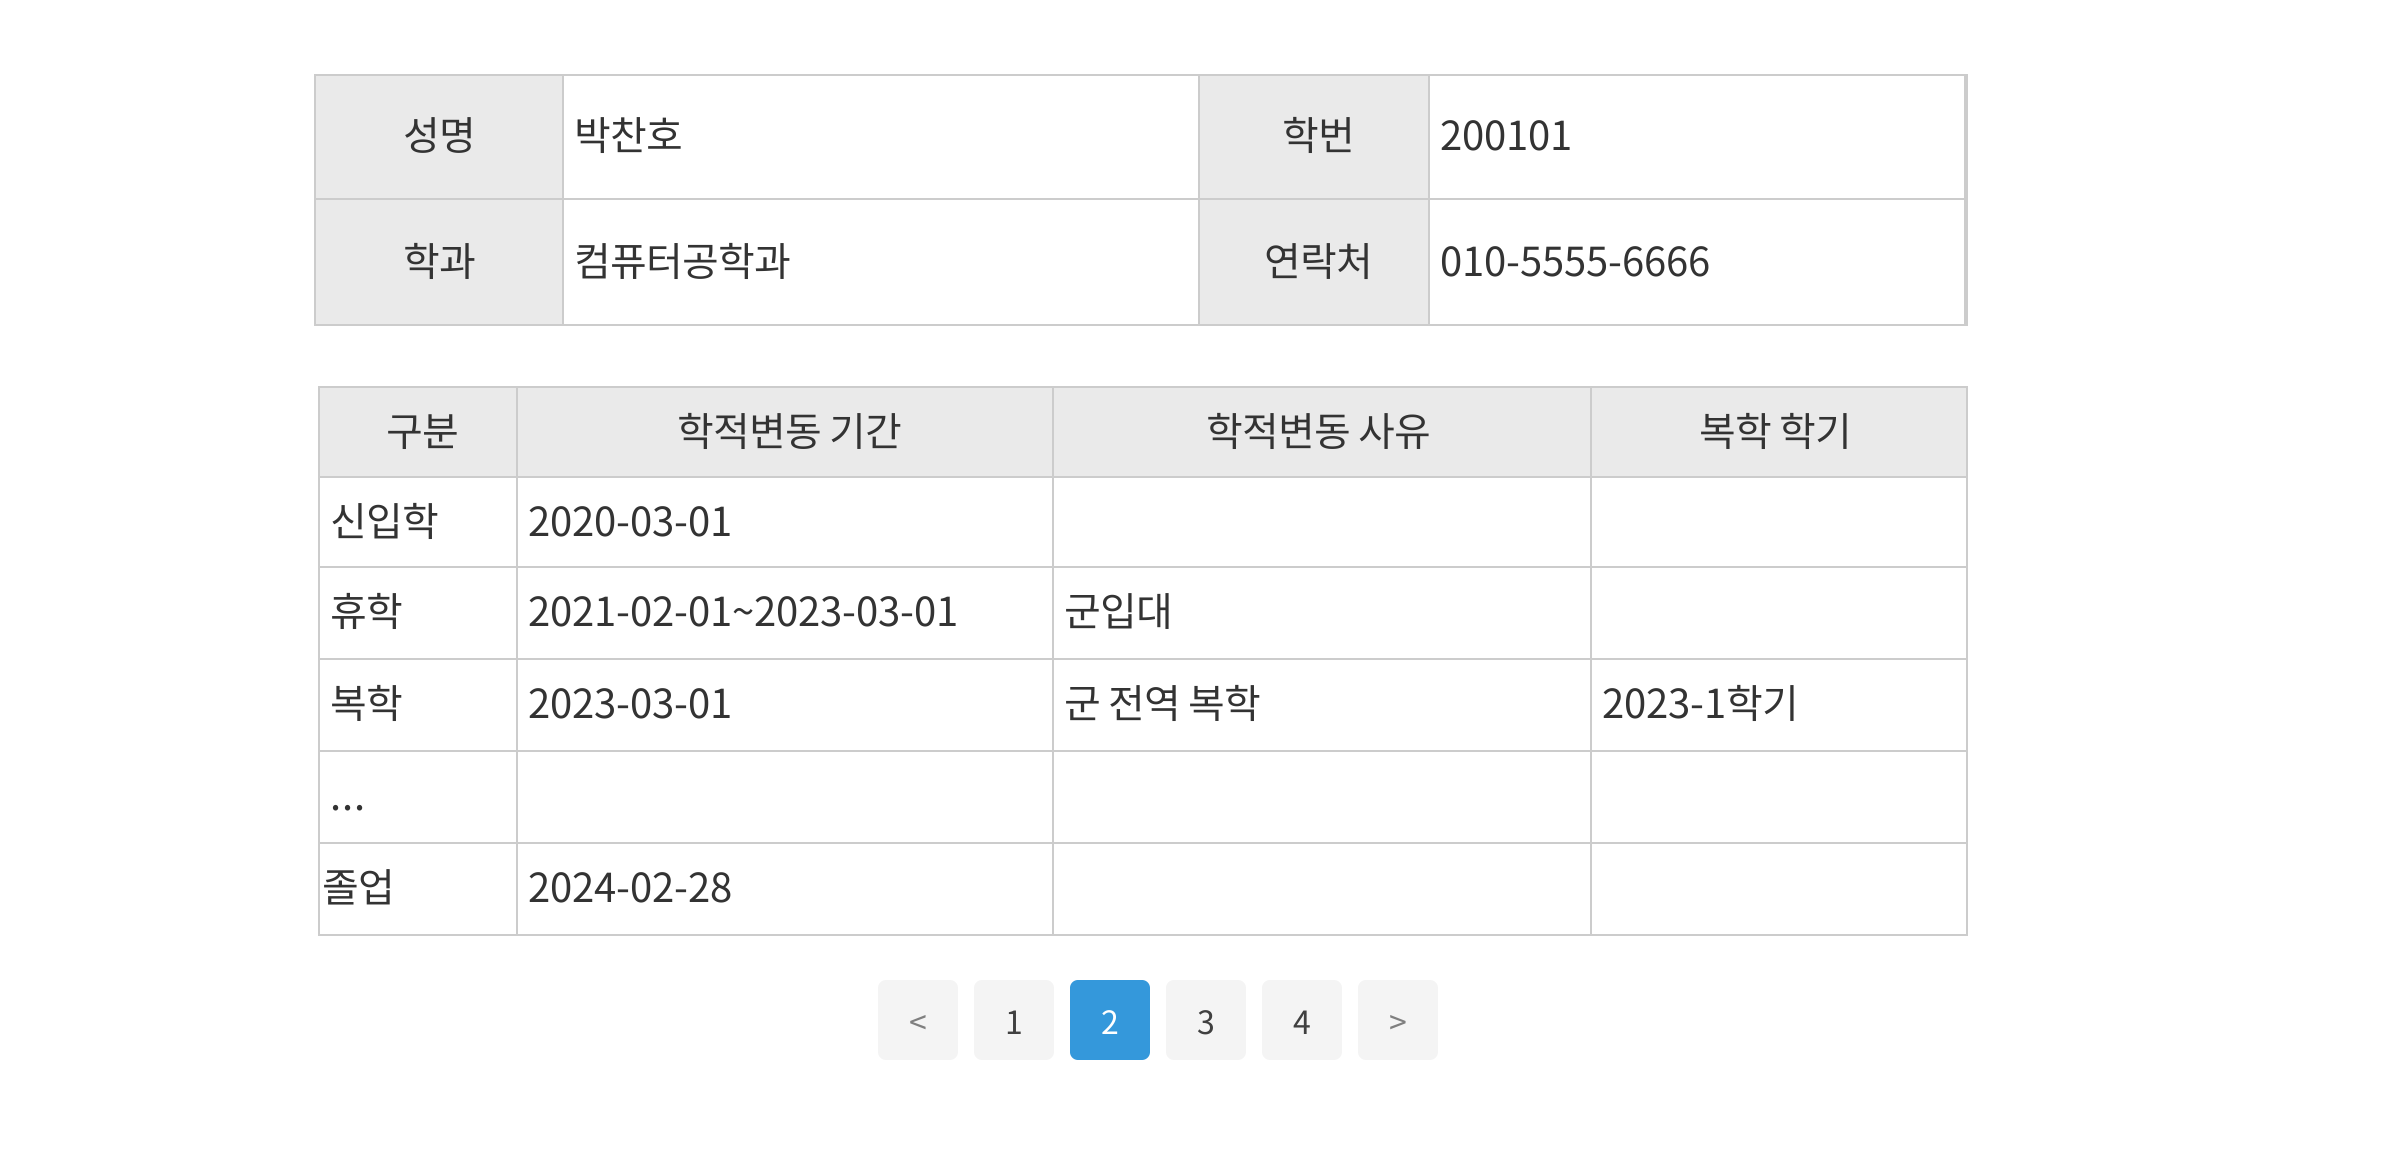 성명 박찬호 학번 200101
학과 컴퓨터공학과 연락처 010-5555-6666
구분 학적변동 기간 학적변동 사유 복학 학기
신입학 2020-03-01
휴학 2021-02-01~2023-03-01 군입대
복학 2023-03-01 군 전역 복학 2023-1학기
...
졸업 2024-02-28
< 1 2 3 4 >